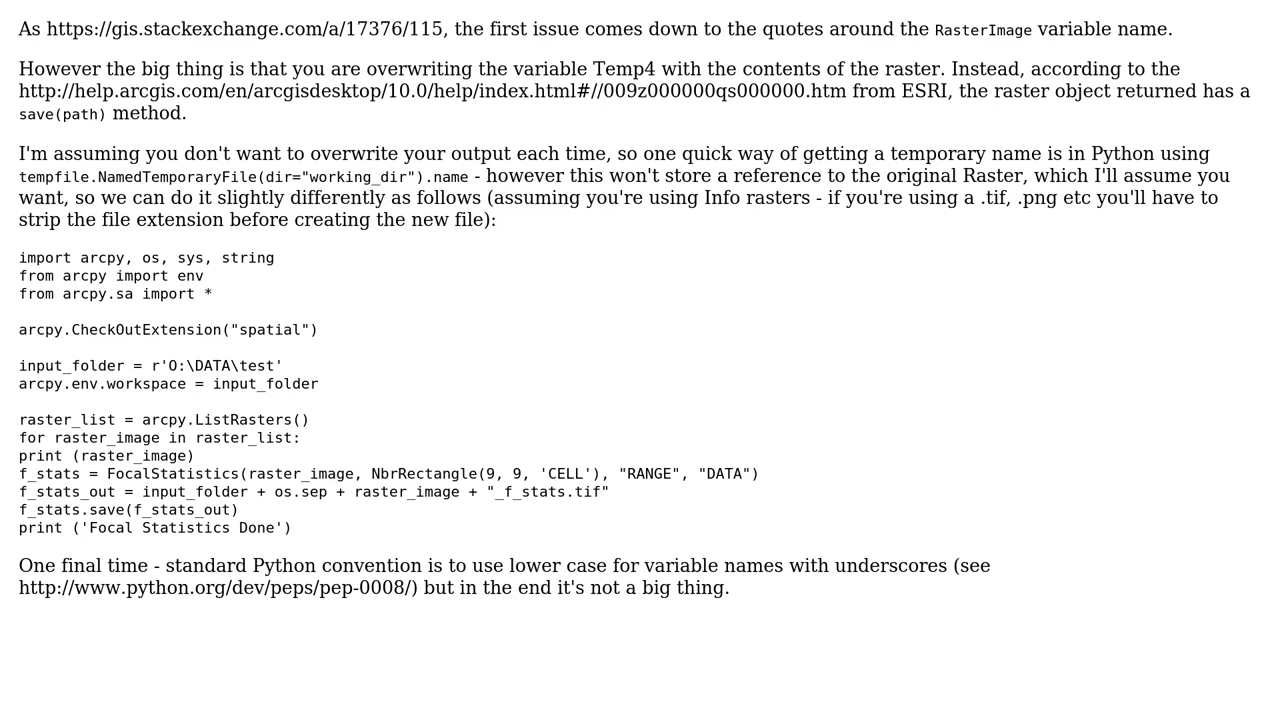 As https://gis.stackexchange.com/a/17376/115, the first issue comes down to the quotes around the RasterImage variable name.
However the big thing is that you are overwriting the variable Temp4 with the contents of the raster. Instead, according to the
http://help.arcgis.com/en/arcgisdesktop/10.0/help/index.html#//009z000000qs000000.htm from ESRI, the raster object returned has a
save(path) method.
I'm assuming you don't want to overwrite your output each time, so one quick way of getting a temporary name is in Python using
tempfile.NamedTemporaryFile(dir="working_dir").name - however this won't store a reference to the original Raster, which I'll assume you
want, so we can do it slightly differently as follows (assuming you're using Info rasters - if you're using a .tif, .png etc you'll have to
strip the file extension before creating the new file):
import arcpy, os, sys, string
from arcpy import env
from arcpy.sa import *
arcpy.CheckOutExtension("spatial")
input_folder = r'O:\DATA\test'
arcpy.env.workspace = input_folder
raster_list = arcpy.ListRasters()
for raster_image in raster_list:
print (raster_image)
f_stats = FocalStatistics(raster_image, NbrRectangle(9, 9, 'CELL'), "RANGE", "DATA")
f_stats_out = input_folder + os.sep + raster_image + "_f_stats.tif"
f_stats.save(f_stats_out)
print ('Focal Statistics Done')
One final time - standard Python convention is to use lower case for variable names with underscores (see
http://www.python.org/dev/peps/pep-0008/) but in the end it's not a big thing.